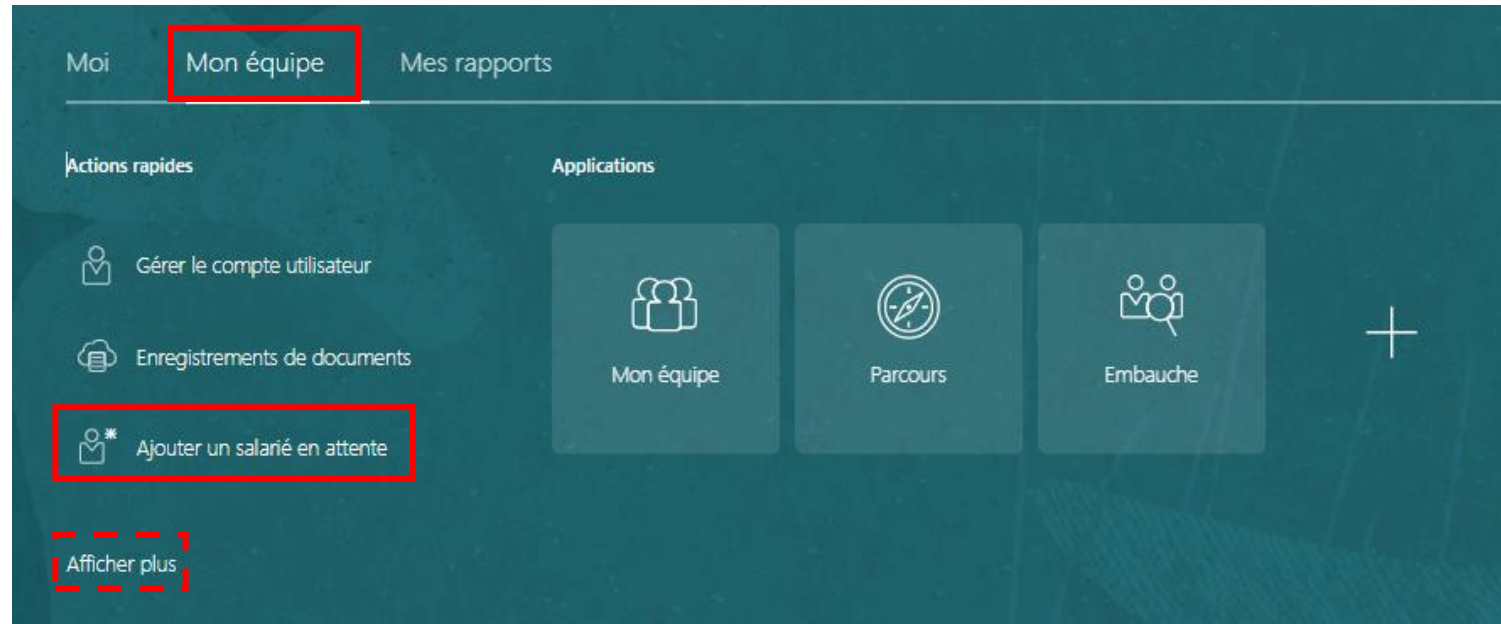 Moi Mon équipe Mes rapports
Actions rapides
Applications
Gérer le compte utilisateur
Enregistrements de documents
Ajouter un salarié en attente
Afficher plus
Mon équipe
Parcours
Embauche